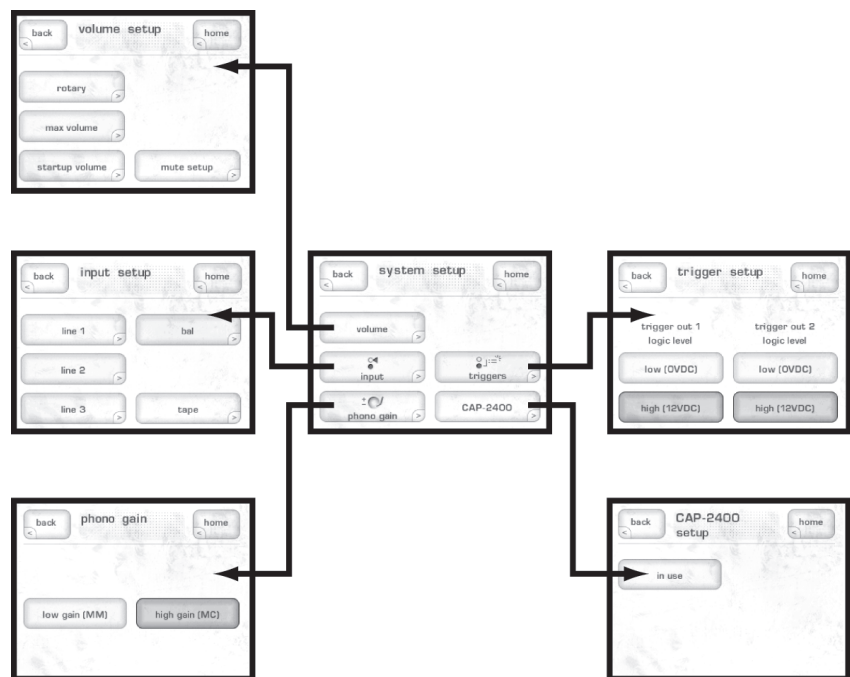 back volume setup home
<
<
rotary
>
max volume
>
startup volume
>
mute setup
>
back input setup home
<
<
line 1
>
bal
>
line 2
>
line 3
>
tape
>
back system setup home
<
<
volume
>
input
>
triggers
>
phono gain
>
CAP-2400
>
back trigger setup home
<
<
trigger out 1 trigger out 2
logic level logic level
low (0VDC) low (0VDC)
high (12VDC) high (12VDC)
back phono gain home
<
<
low gain (MM) high gain (MC)
back CAP-2400 home
setup
<
<
in use
>